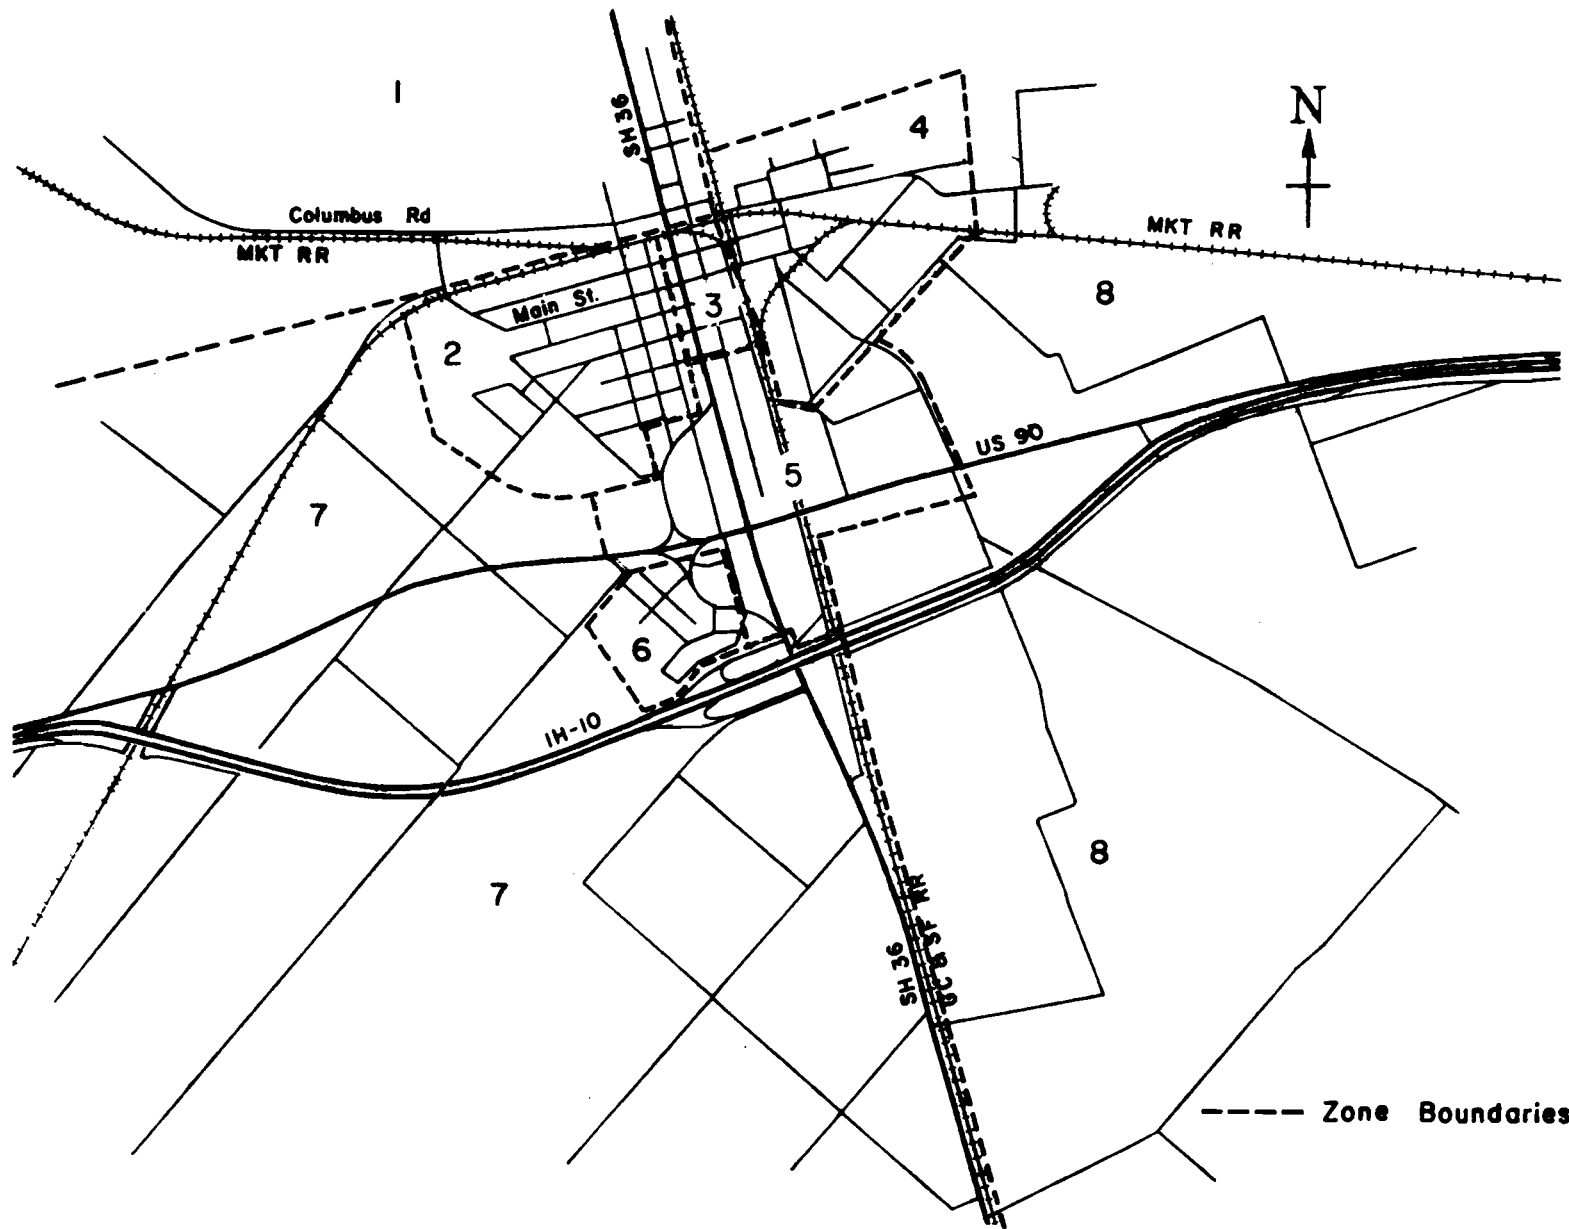 1
SH 36
4
N
Columbus Rd
MKT RR
MKT RR
8
Main St.
3
2
US 90
5
7
6
IH-10
8
7
SH 36
GC & SF RR
Zone Boundaries